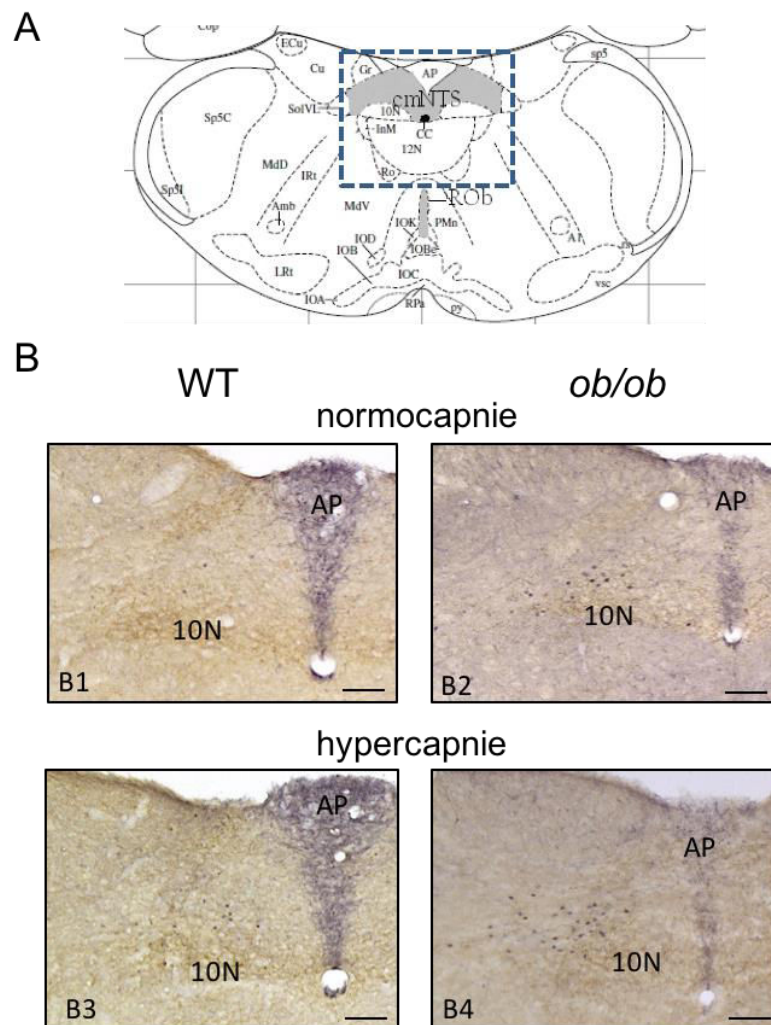 A
Cop
ECu
Cu
Gr
AP
sp5
SolVL
cmNTS
10N
Sp5C
InM
CC
12N
MdD
IRt
Ro
Sp5I
Amb
MdV
ROb
IOK
PMn
IOD
IOB
IOBe
A1
LRt
IOC
vsc
IOA
RPa
py
B
WT
ob/ob
normocapnie
AP
AP
10N
10N
B1
B2
hypercapnie
AP
AP
10N
10N
B3
B4